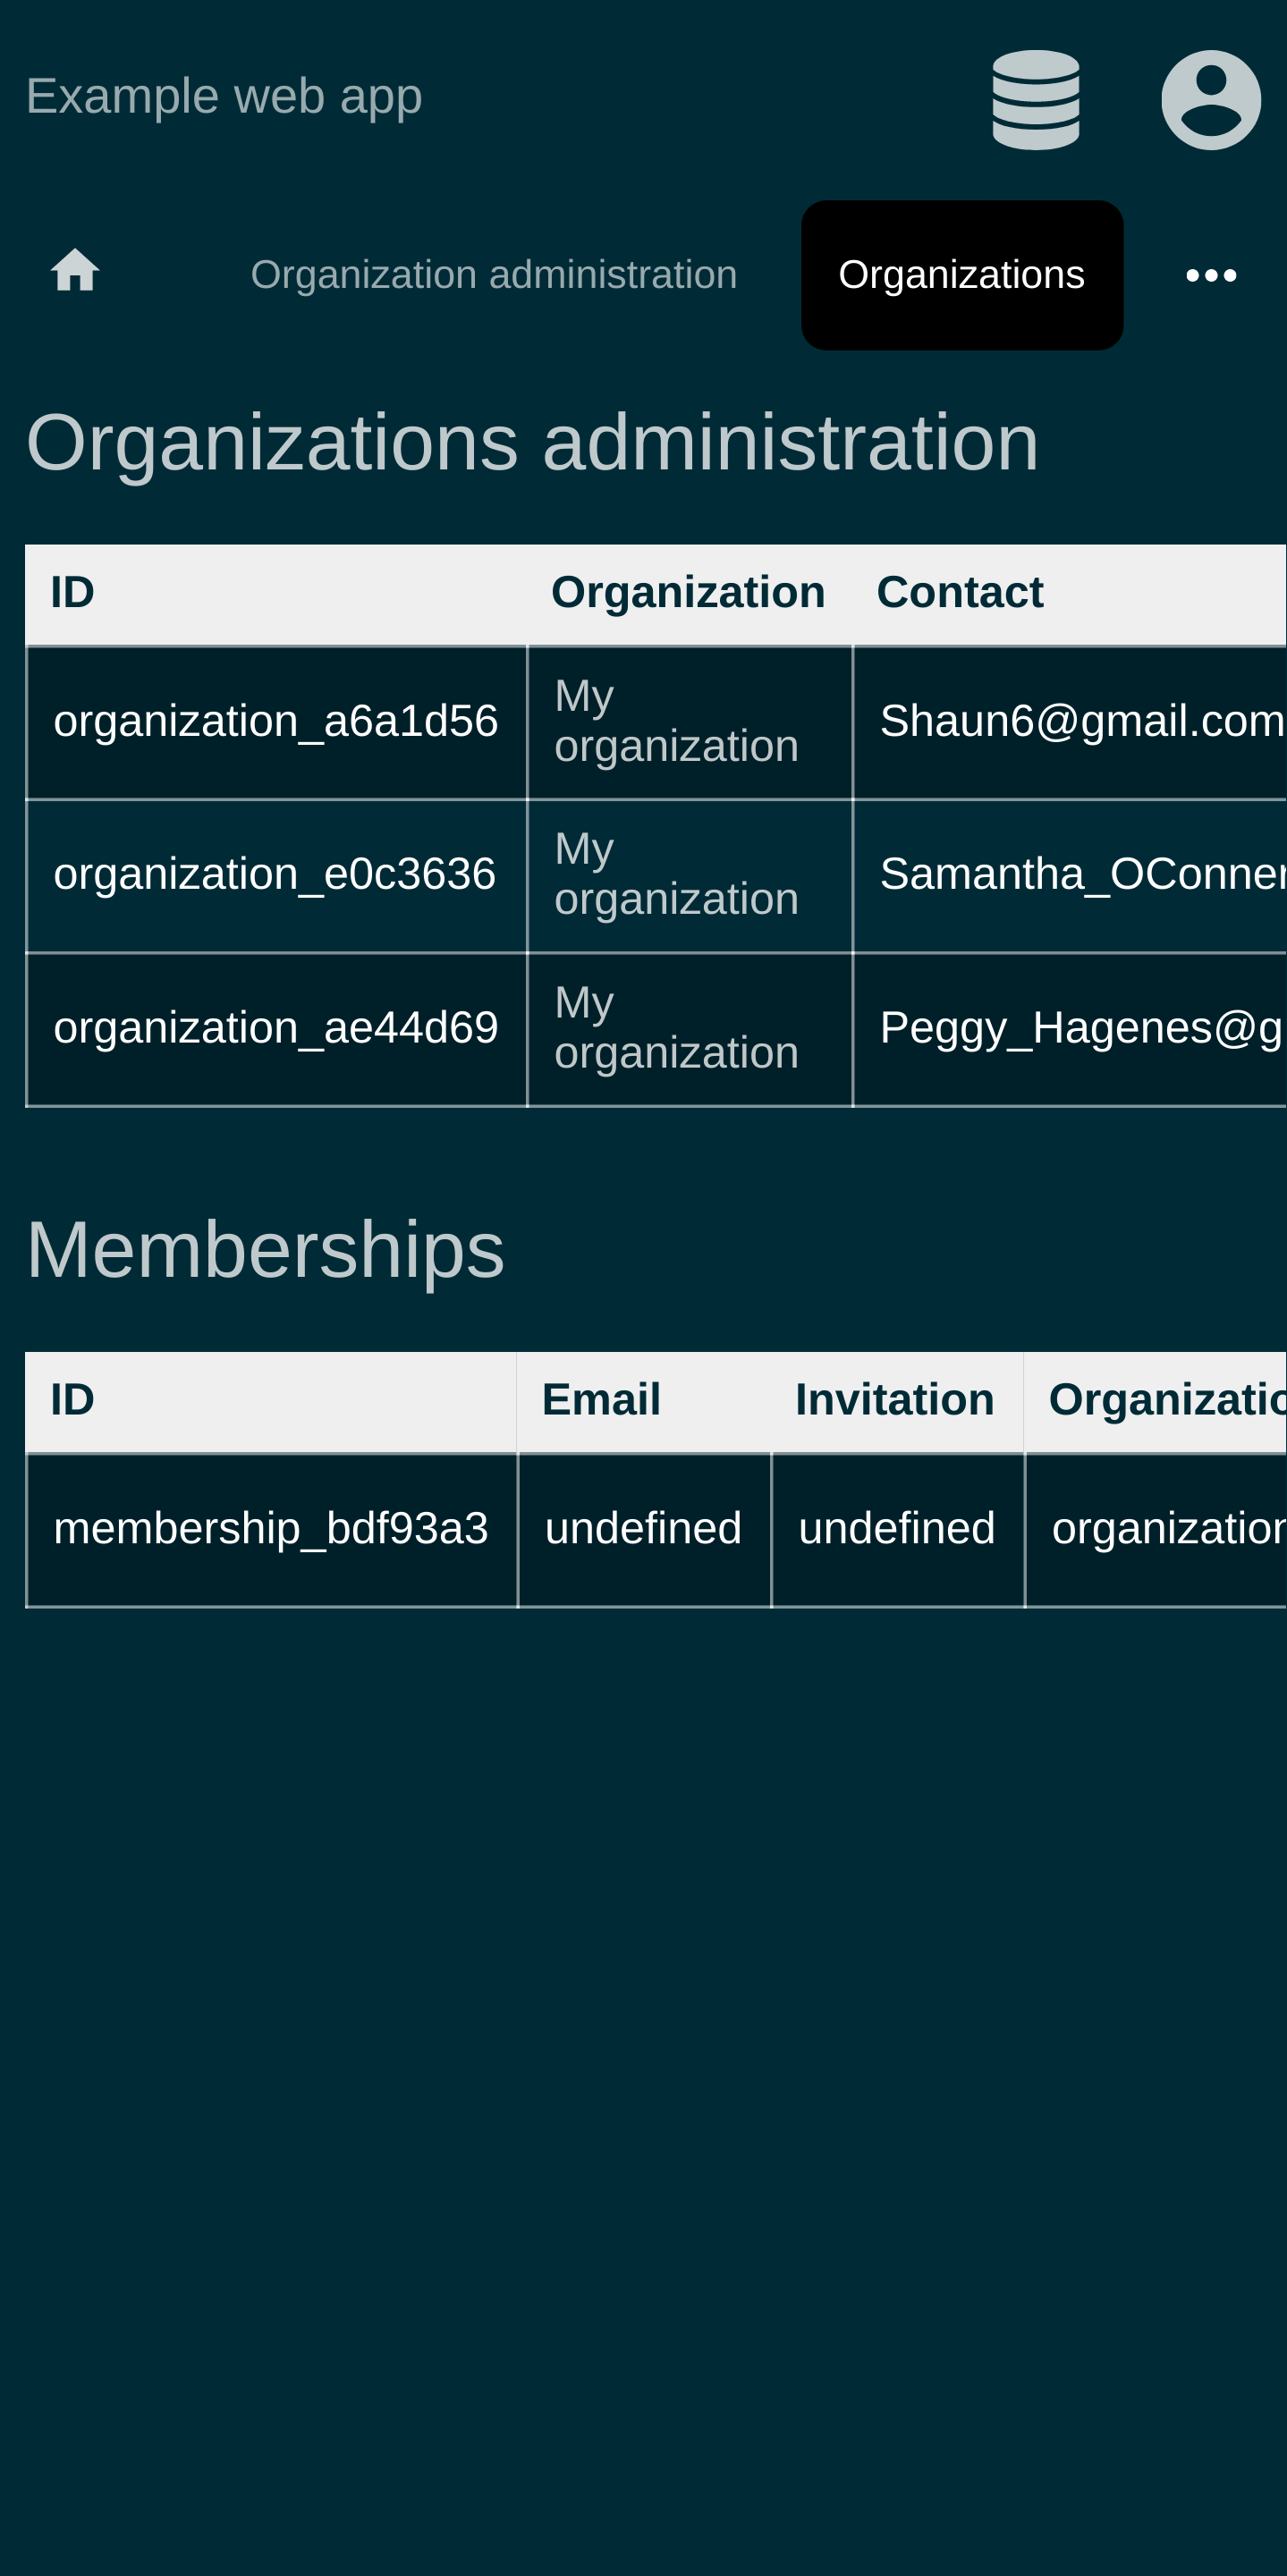 Example web app
Organization administration Organizations
Organizations administration
ID Organization Contact
organization_a6a1d56 My organization Shaun6@gmail.com
organization_e0c3636 My organization Samantha_OConner
organization_ae44d69 My organization Peggy_Hagenes@g
Memberships
ID Email Invitation Organizatio
membership_bdf93a3 undefined undefined organization